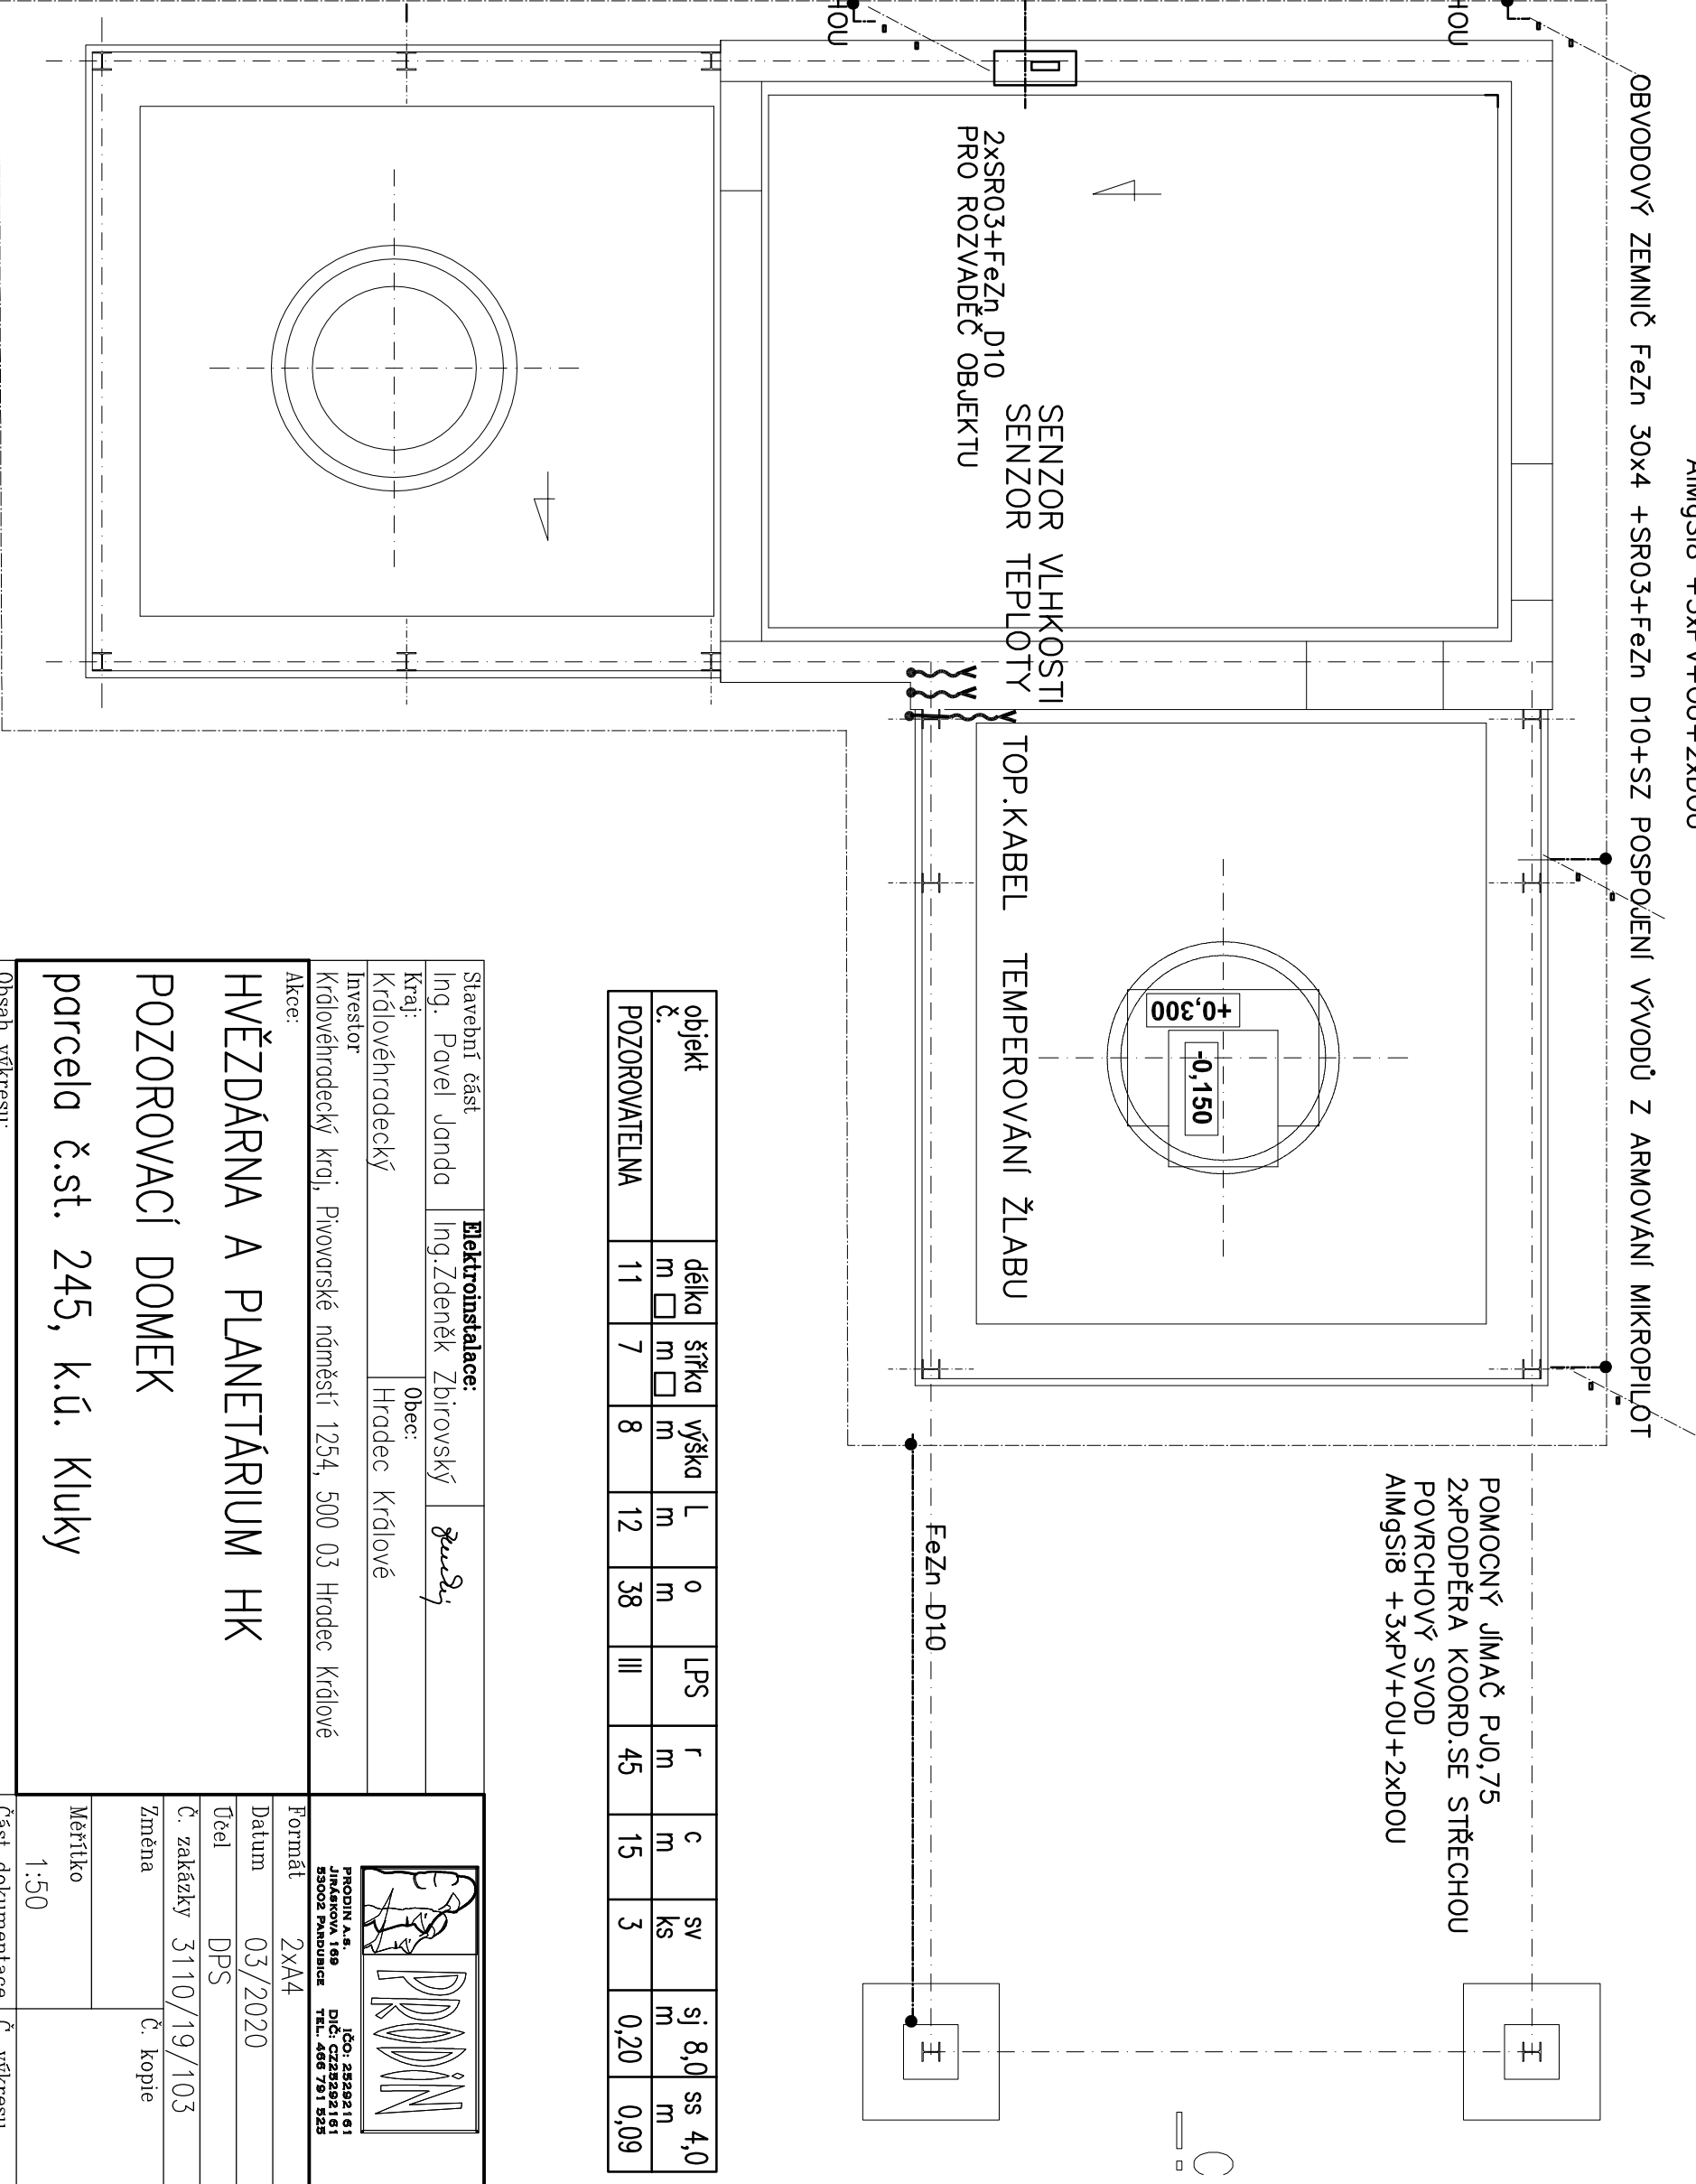 AlMgSi8 +3xPV+OU+2xDOU
OBVODOVÝ ZEMNIČ FeZn 30x4 +SR03+FeZn D10+SZ POSPOJENÍ VÝVODŮ Z ARMOVÁNÍ MIKROPILOT
HOU
HOU
2xSR03+FeZn D10
PRO ROZVADĚČ OBJEKTU
SENZOR VLHKOSTI
SENZOR TEPLOTY
TOP.KABEL TEMPEROVÁNÍ ŽLABU
+0,300
-0,150
POMOCNÝ JÍMAČ PJ0,75
2xPODPĚRA KOORD.SE STŘECHOU
POVRCHOVÝ SVOD
AlMgSi8 +3xPV+OU+2xDOU
FeZn D10
C
objekt č. délka m šířka m výška m L m o m LPS r m c m sv ks sj 8,0 m ss 4,0 m
POZOROVATELNA 11 7 8 12 38 III 45 15 3 0,20 0,09
Stavební část
Ing. Pavel Janda
Elektroinstalace:
Ing.Zdeněk Zbirovský
Kraj:
Královéhradecký
Obec:
Hradec Králové
Investor
Královéhradecký kraj, Pivovarské náměstí 1254, 500 03 Hradec Králové
Akce:
HVĚZDÁRNA A PLANETÁRIUM HK
POZOROVACÍ DOMEK
parcela č.st. 245, k.ú. Kluky
Obsah výkresu:
PRODIN
PRODIN A.S.
JIRÁSKOVA 169
53002 PARDUBICE
IČO: 25292161
DIČ: CZ25292161
TEL. 466 791 525
Formát 2xA4
Datum 03/2020
Účel DPS
Č. zakázky 3110/19/103
Změna
Č. kopie
Měřítko
1:50
Část dokumentace
Č. výkresu